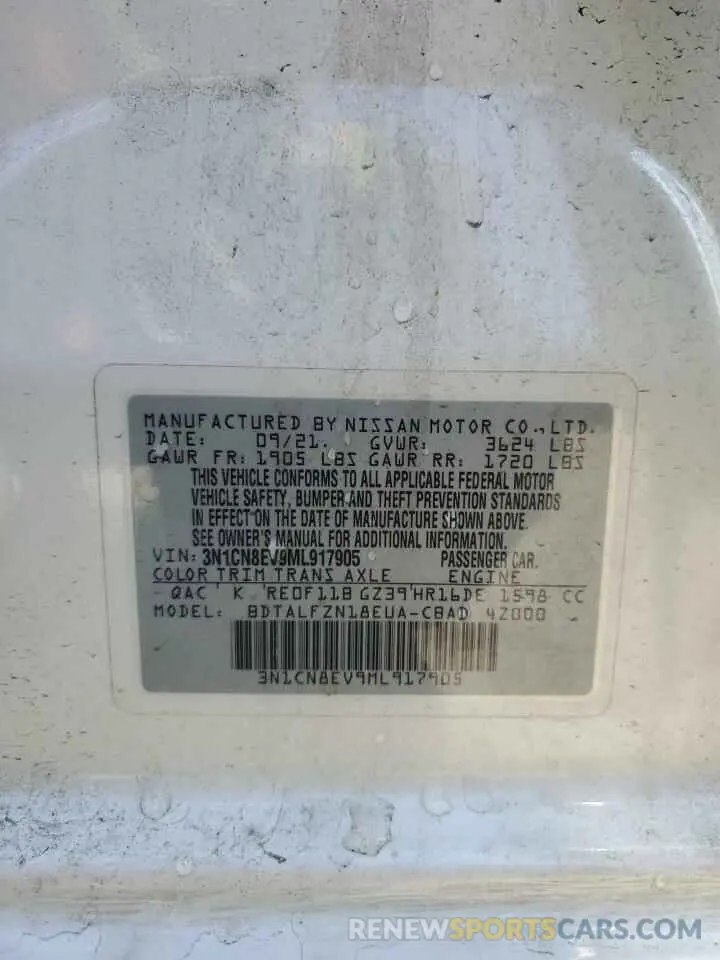 MANUFACTURED BY NISSAN MOTOR CO., LTD.
DATE: 09/21. GVWR: 3624 LBS
GAWR FR: 1905 LBS GAWR RR: 1720 LBS
THIS VEHICLE CONFORMS TO ALL APPLICABLE FEDERAL MOTOR
VEHICLE SAFETY, BUMPER AND THEFT PREVENTION STANDARDS
IN EFFECT ON THE DATE OF MANUFACTURE SHOWN ABOVE.
SEE OWNER'S MANUAL FOR ADDITIONAL INFORMATION.
VIN: 3N1CN8EV9ML917905 PASSENGER CAR.
COLOR TRIM TRANS AXLE ENGINE
QAC K RE0F11B GZ39 HR16DE 1598 CC
MODEL: BDTALFZN18EUA-CBAD 4Z000
3N1CN8EV9ML917905
RENEWSPORTSCARS.COM